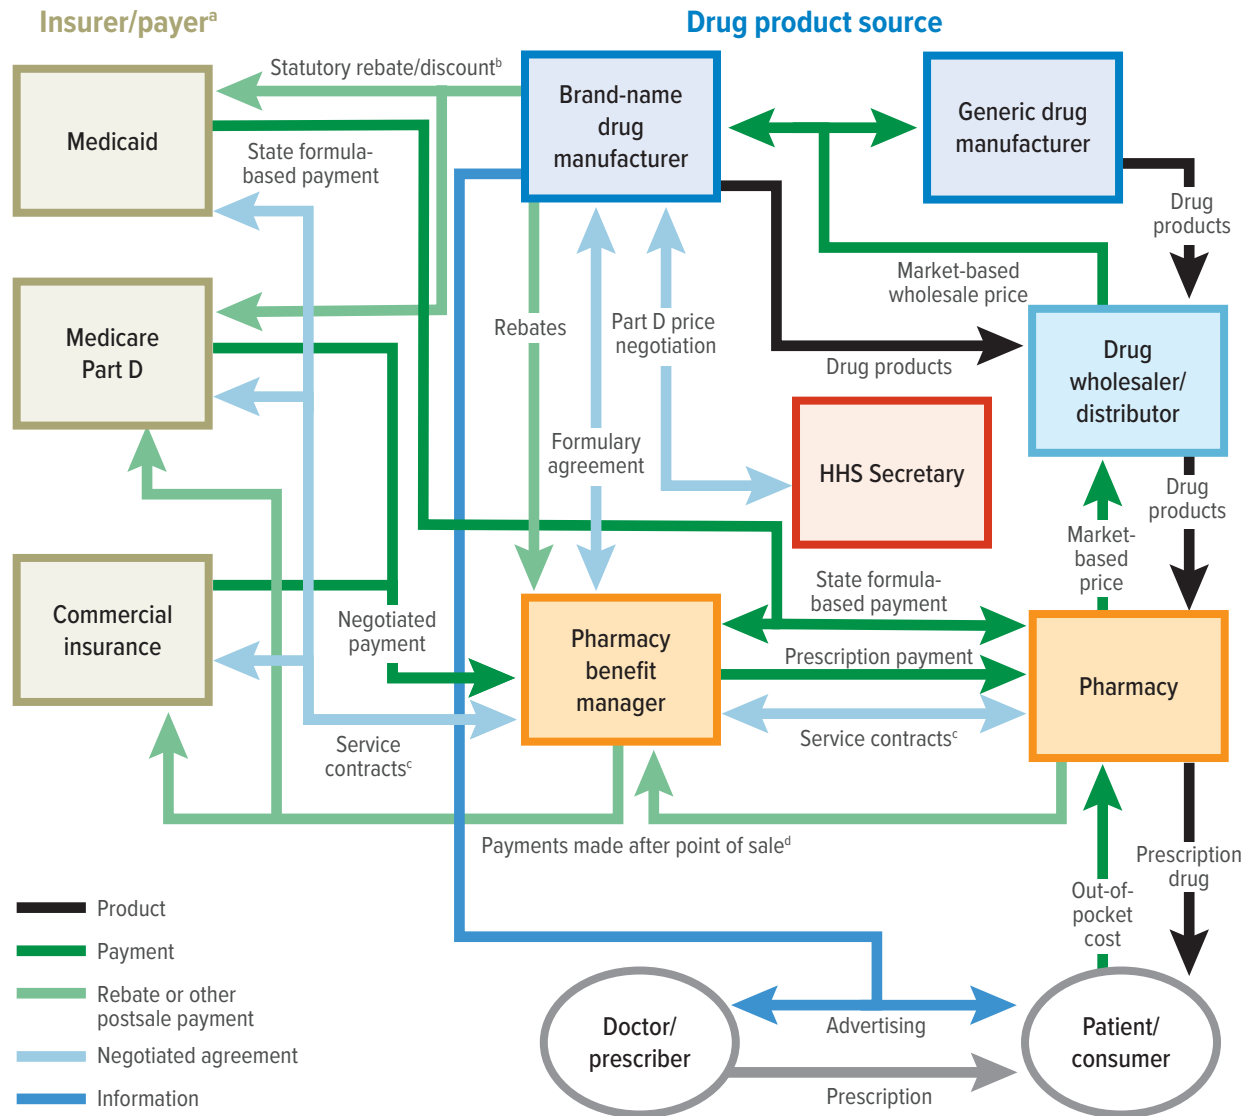 Insurer/payerᵃ
Drug product source
Statutory rebate/discountᵇ
Medicaid
State formula-
based payment
Brand-name
drug
manufacturer
Generic drug
manufacturer
Drug
products
Market-based
wholesale price
Medicare
Part D
Rebates
Part D price
negotiation
Drug products
Drug
wholesaler/
distributor
Formulary
agreement
HHS Secretary
Drug
products
Market-
based
price
Commercial
insurance
Negotiated
payment
Pharmacy
benefit
manager
State formula-
based payment
Prescription payment
Pharmacy
Service
contractsᶜ
Service contractsᶜ
Payments made after point of saleᵈ
Prescription
drug
Out-of-
pocket
cost
Product
Payment
Rebate or other
postsale payment
Negotiated agreement
Information
Doctor/
prescriber
Advertising
Patient/
consumer
Prescription